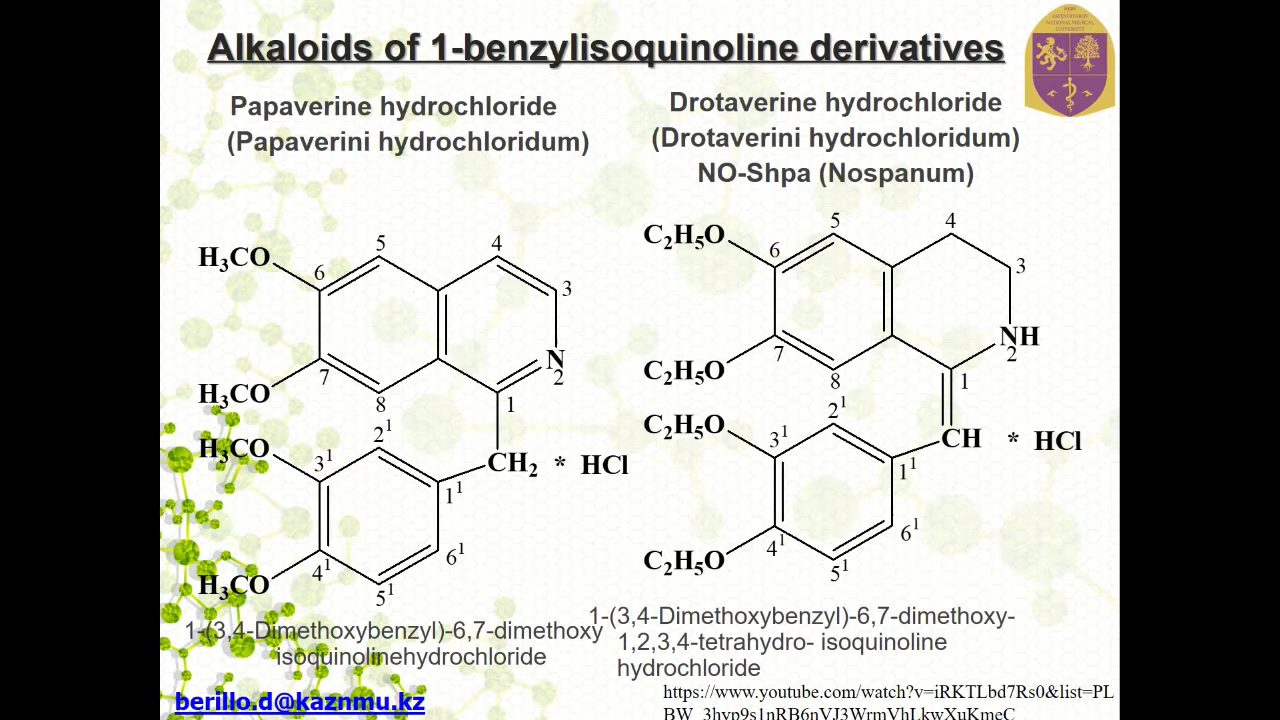 Alkaloids of 1-benzylisoquinoline derivatives
ASFENDIYAROV
NATIONAL MEDICAL
UNIVERSITY
Papaverine hydrochloride
(Papaverini hydrochloridum)
Drotaverine hydrochloride
(Drotaverini hydrochloridum)
NO-Shpa (Nospanum)
H₃CO
H₃CO
H₃CO
H₃CO
5
4
6
3
N
2
7
8
1
2¹
3¹
CH₂ * HCl
1¹
4¹
6¹
5¹
C₂H₅O
C₂H₅O
C₂H₅O
C₂H₅O
5
4
6
3
NH
2
7
8
1
2¹
3¹
CH * HCl
1¹
4¹
6¹
5¹
1-(3,4-Dimethoxybenzyl)-6,7-dimethoxy
isoquinolinehydrochloride
1-(3,4-Dimethoxybenzyl)-6,7-dimethoxy-
1,2,3,4-tetrahydro- isoquinoline
hydrochloride
berillo.d@kaznmu.kz
https://www.youtube.com/watch?v=iRKTLbd7Rs0&list=PL